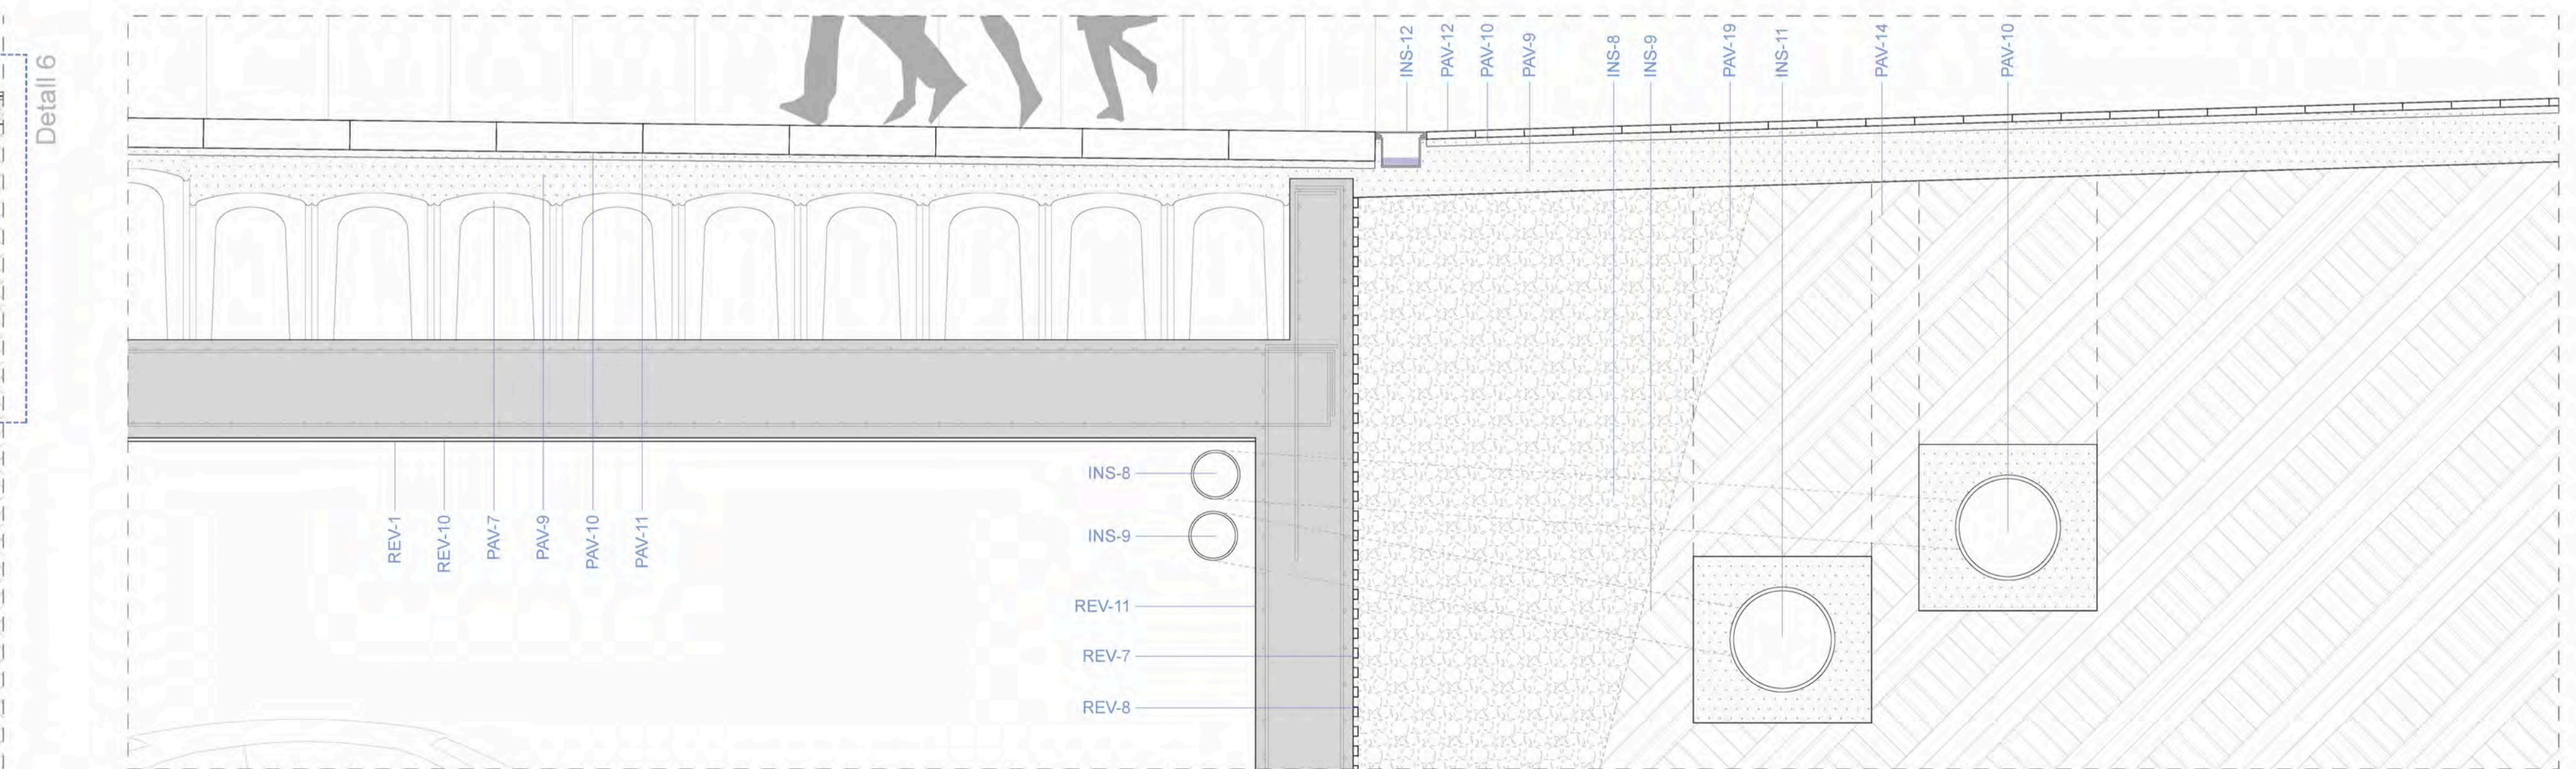 Detall 6
INS-12
PAV-12
PAV-10
PAV-9
INS-8
INS-9
PAV-19
INS-11
PAV-14
PAV-10
REV-1
REV-10
PAV-7
PAV-9
PAV-10
PAV-11
INS-8
INS-9
REV-11
REV-7
REV-8